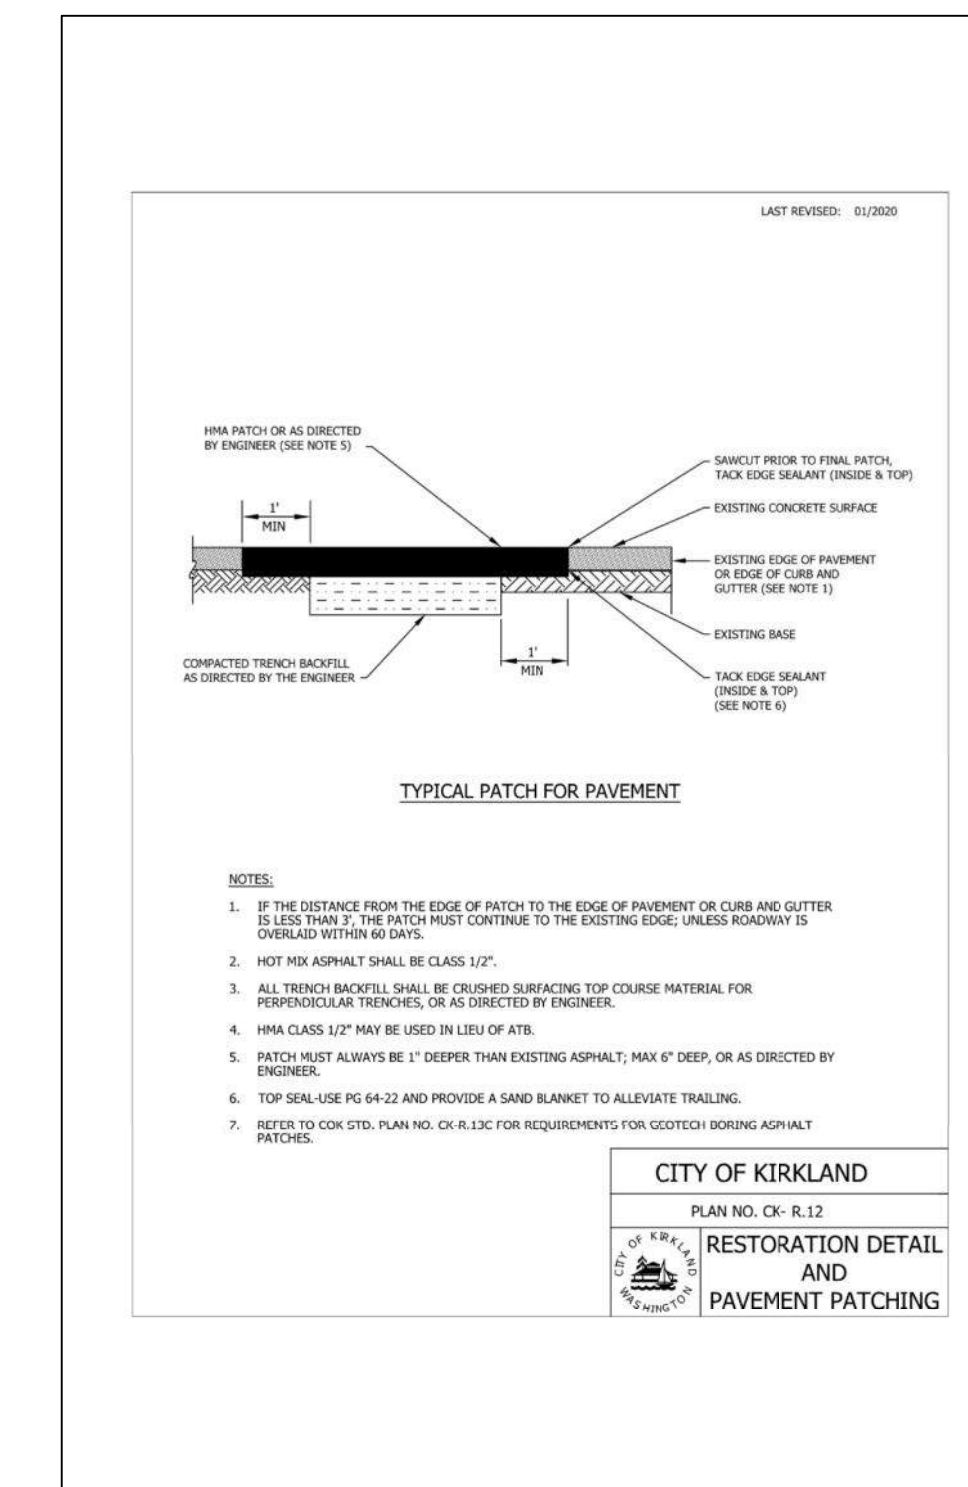 LAST REVISED: 01/2020
HMA PATCH OR AS DIRECTED
BY ENGINEER (SEE NOTE 5)
SAWCUT PRIOR TO FINAL PATCH,
TACK EDGE SEALANT (INSIDE & TOP)
1'
MIN
EXISTING CONCRETE SURFACE
EXISTING EDGE OF PAVEMENT
OR EDGE OF CURB AND
GUTTER (SEE NOTE 1)
EXISTING BASE
1'
MIN
COMPACTED TRENCH BACKFILL
AS DIRECTED BY THE ENGINEER
TACK EDGE SEALANT
(INSIDE & TOP)
(SEE NOTE 6)
TYPICAL PATCH FOR PAVEMENT
NOTES:
1. IF THE DISTANCE FROM THE EDGE OF PATCH TO THE EDGE OF PAVEMENT OR CURB AND GUTTER
IS LESS THAN 3', THE PATCH MUST CONTINUE TO THE EXISTING EDGE; UNLESS ROADWAY IS
OVERLAID WITHIN 60 DAYS.
2. HOT MIX ASPHALT SHALL BE CLASS 1/2".
3. ALL TRENCH BACKFILL SHALL BE CRUSHED SURFACING TOP COURSE MATERIAL FOR
PERPENDICULAR TRENCHES, OR AS DIRECTED BY ENGINEER.
4. HMA CLASS 1/2" MAY BE USED IN LIEU OF ATB.
5. PATCH MUST ALWAYS BE 1" DEEPER THAN EXISTING ASPHALT; MAX 6" DEEP, OR AS DIRECTED BY
ENGINEER.
6. TOP SEAL-USE PG 64-22 AND PROVIDE A SAND BLANKET TO ALLEVIATE TRAILING.
7. REFER TO COK STD. PLAN NO. CK-R.13C FOR REQUIREMENTS FOR GEOTECH BORING ASPHALT
PATCHES.
CITY OF KIRKLAND
PLAN NO. CK- R.12
CITY OF KIRKLAND
WASHINGTON
RESTORATION DETAIL
AND
PAVEMENT PATCHING